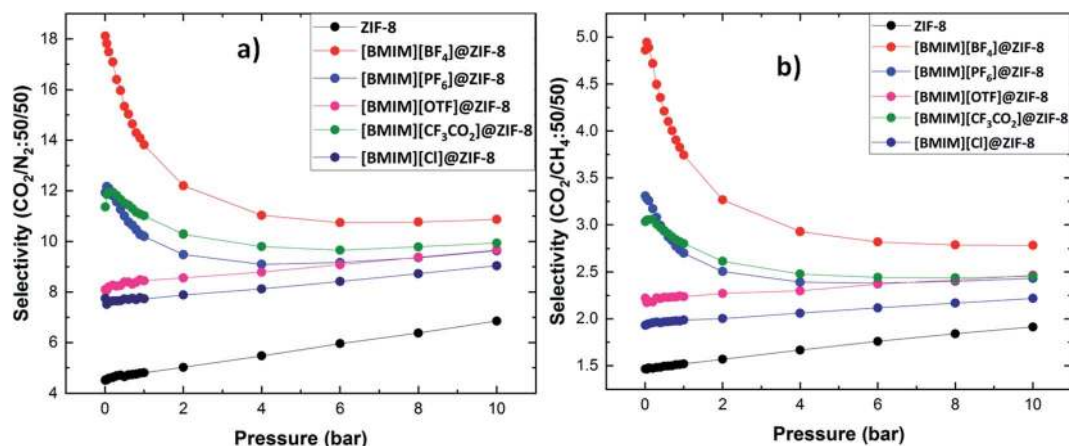 a)
ZIF-8
[BMIM][BF4]@ZIF-8
[BMIM][PF6]@ZIF-8
[BMIM][OTF]@ZIF-8
[BMIM][CF3CO2]@ZIF-8
[BMIM][Cl]@ZIF-8
Selectivity (CO2/N2:50/50)
18
16
14
12
10
8
6
4
0 2 4 6 8 10
Pressure (bar)
b)
ZIF-8
[BMIM][BF4]@ZIF-8
[BMIM][PF6]@ZIF-8
[BMIM][OTF]@ZIF-8
[BMIM][CF3CO2]@ZIF-8
[BMIM][Cl]@ZIF-8
Selectivity (CO2/CH4:50/50)
5.0
4.5
4.0
3.5
3.0
2.5
2.0
1.5
0 2 4 6 8 10
Pressure (bar)